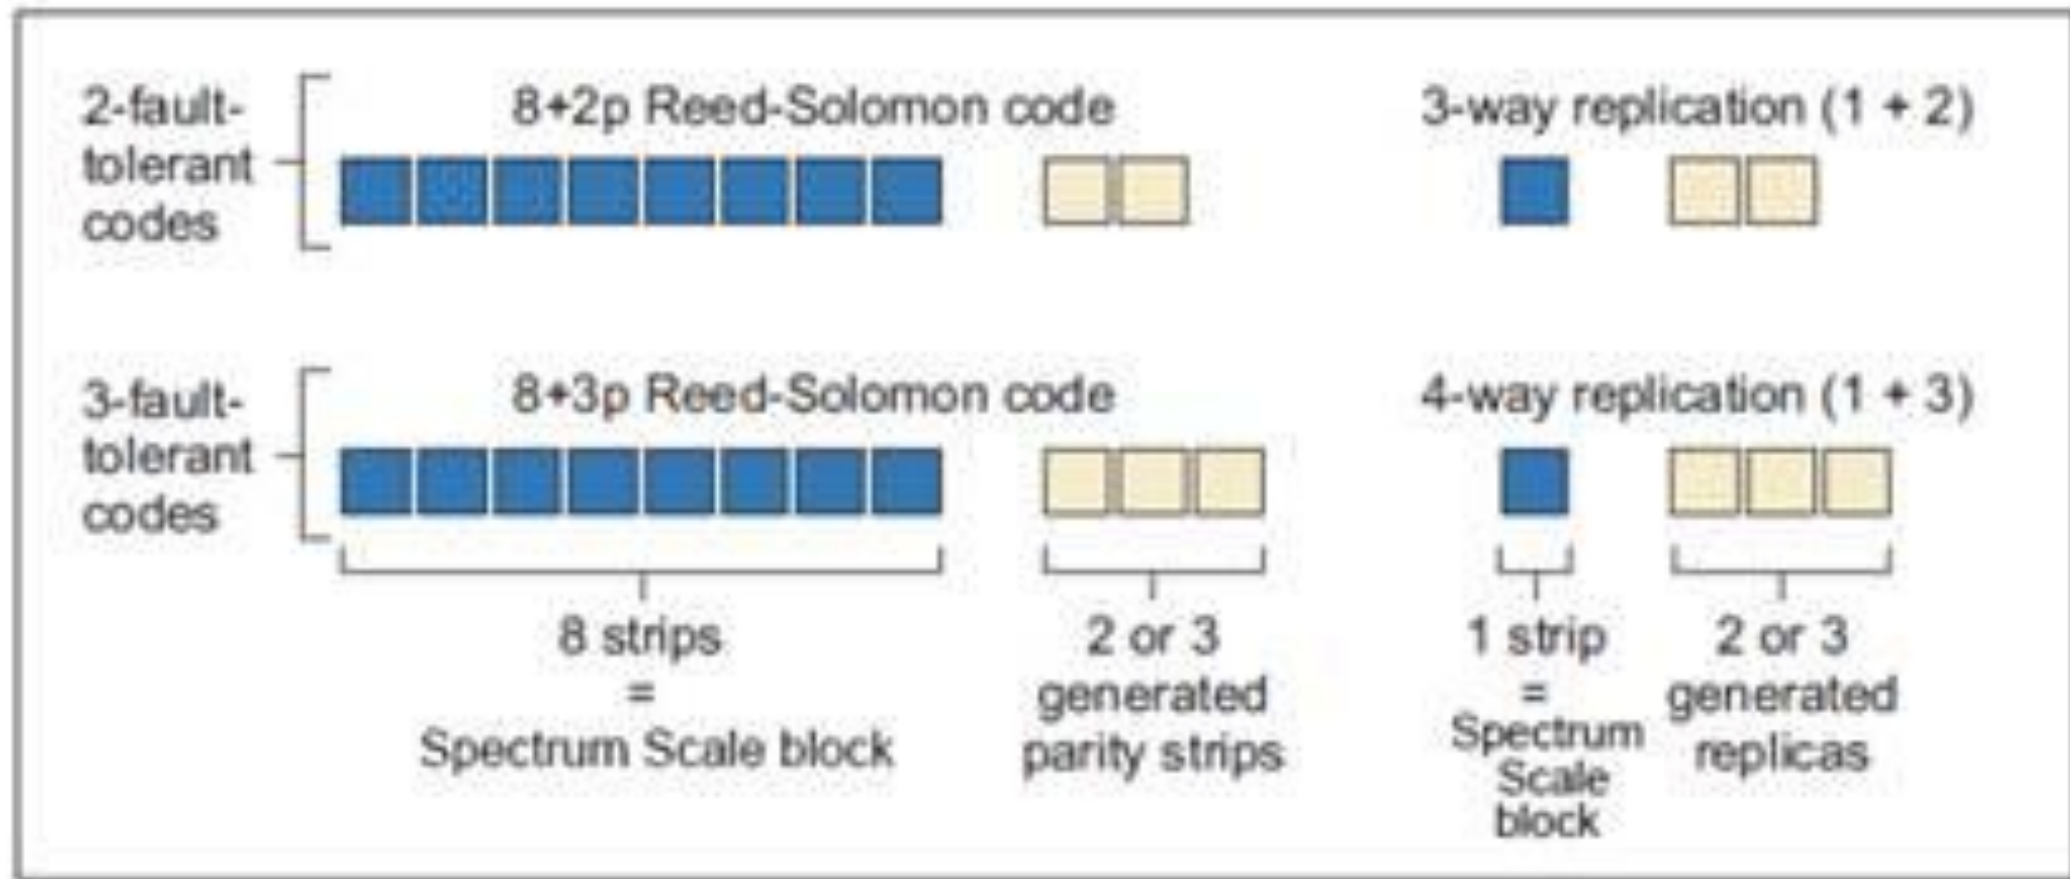 2-fault-
tolerant
codes
8+2p Reed-Solomon code
3-way replication (1 + 2)
3-fault-
tolerant
codes
8+3p Reed-Solomon code
4-way replication (1 + 3)
8 strips
=
Spectrum Scale block
2 or 3
generated
parity strips
1 strip
=
Spectrum
Scale
block
2 or 3
generated
replicas